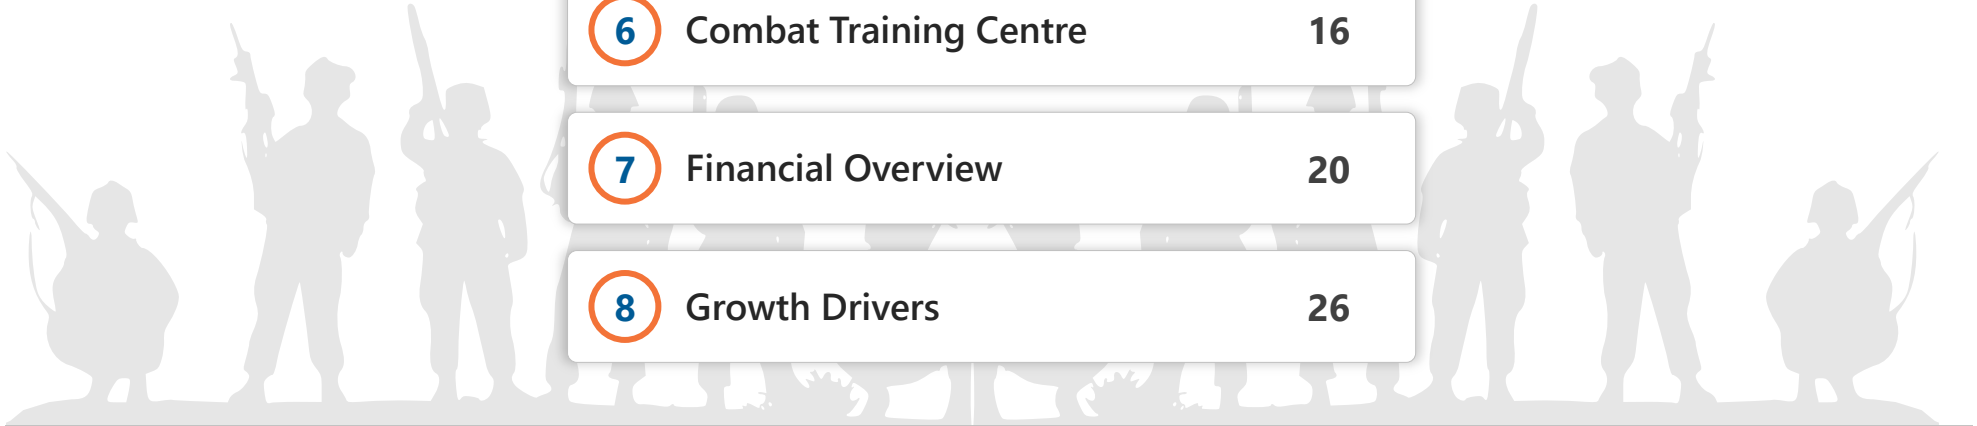 6 Combat Training Centre 16
7 Financial Overview 20
8 Growth Drivers 26